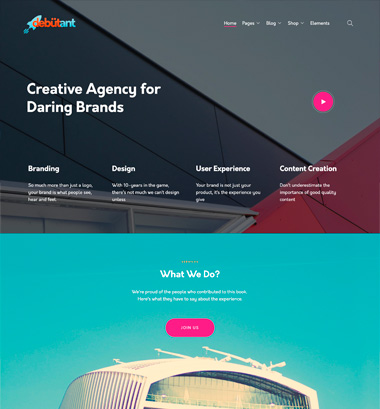 debütant
Home Pages Blog Shop Elements
Creative Agency for
Daring Brands
Branding Design User Experience Content Creation
So much more than just a logo, With 10-years in the game, Your brand is not just your Don't underestimate the
your brand is what people see, there's not much we can't design product, it's the experience you importance of good quality
hear and feel. unless give content
What We Do?
We're proud of the people who contributed to this book.
Here's what they have to say about the experience
JOIN US